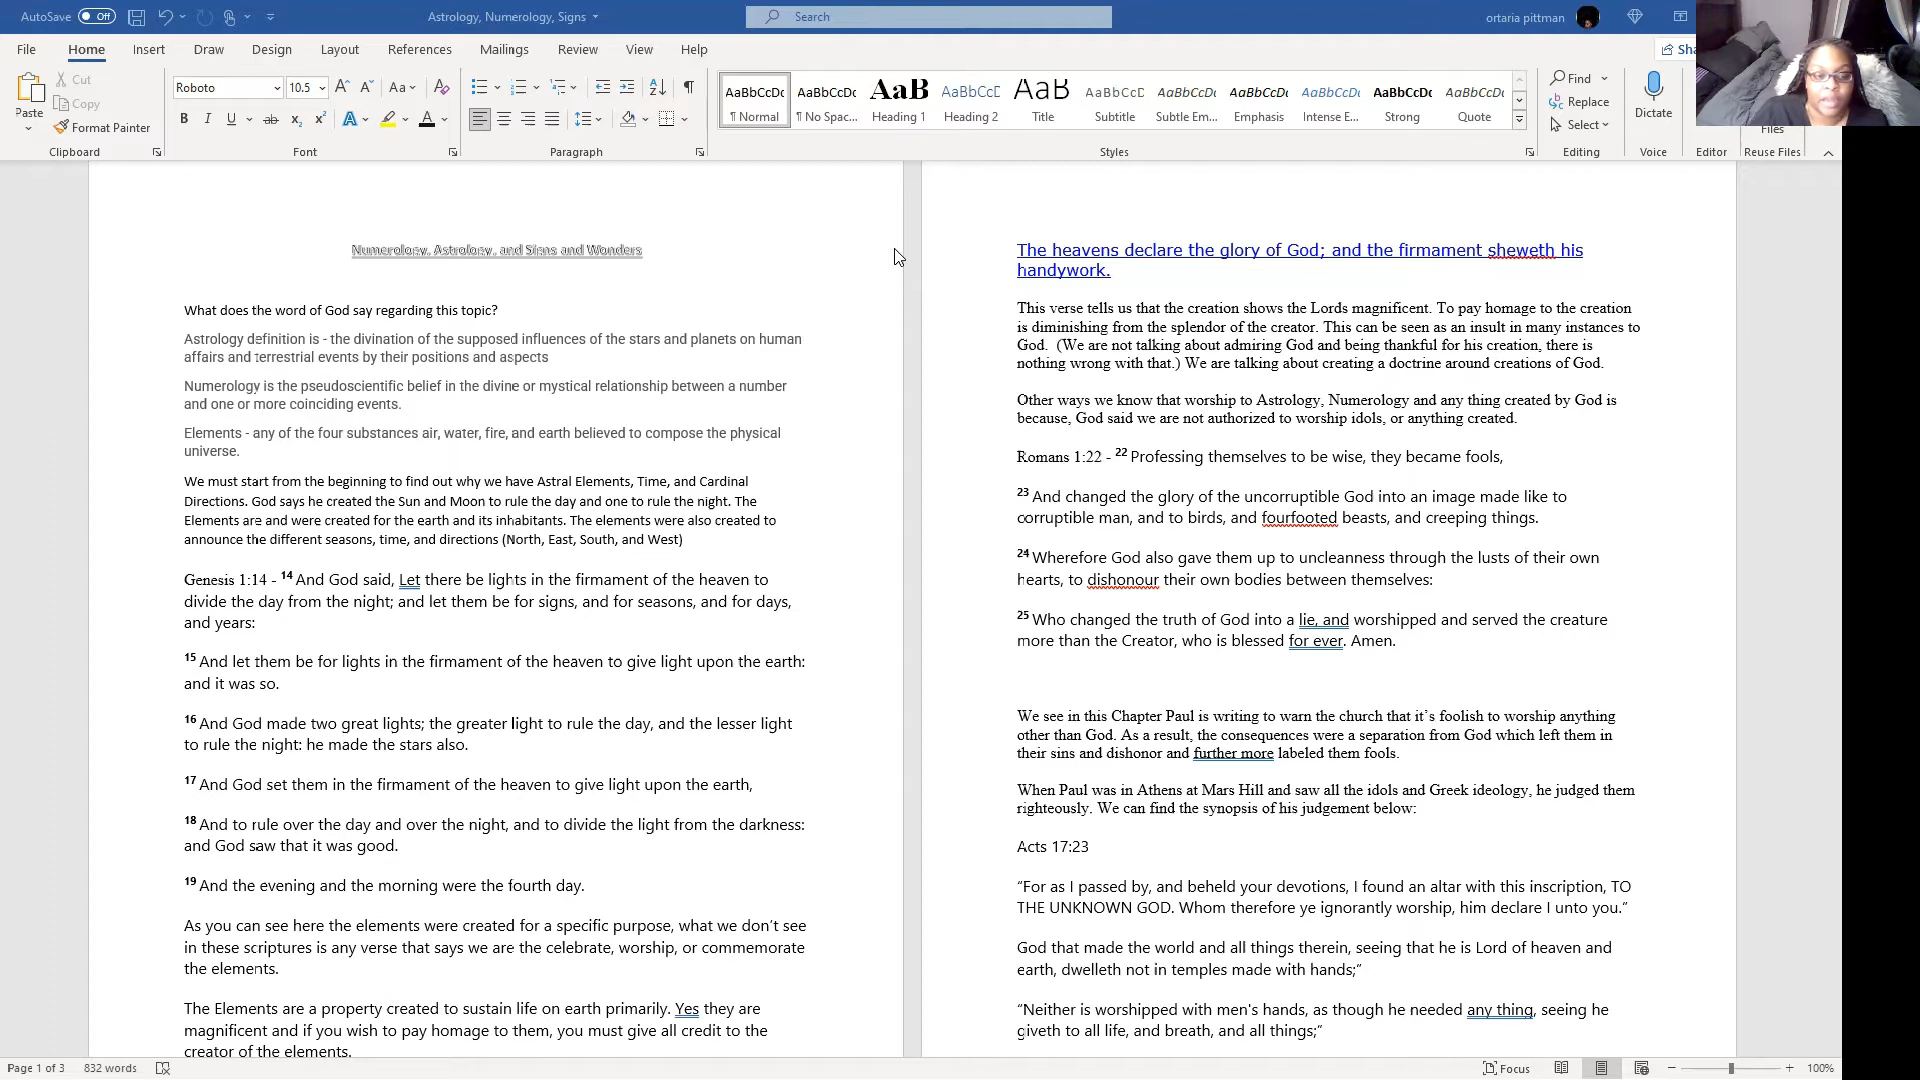 AutoSave Off Astrology, Numerology, Signs Search ortaria pittman
File Home Insert Draw Design Layout References Mailings Review View Help Sha
Paste Cut Copy Format Painter
Roboto 10.5
AaBbCcDc AaBbCcDc AaB AaBbCcD AaB AaBbCcD AaBbCcDc AaBbCcDc AaBbCcDc AaBbCcDc AaBbCcDc
¶ Normal ¶ No Spac... Heading 1 Heading 2 Title Subtitle Subtle Em... Emphasis Intense E... Strong Quote
Find Replace Select
Dictate
Files
Clipboard Font Paragraph Styles Editing Voice Editor Reuse Files
Numerology, Astrology, and Signs and Wonders
What does the word of God say regarding this topic?
Astrology definition is - the divination of the supposed influences of the stars and planets on human
affairs and terrestrial events by their positions and aspects
Numerology is the pseudoscientific belief in the divine or mystical relationship between a number
and one or more coinciding events.
Elements - any of the four substances air, water, fire, and earth believed to compose the physical
universe.
We must start from the beginning to find out why we have Astral Elements, Time, and Cardinal
Directions. God says he created the Sun and Moon to rule the day and one to rule the night. The
Elements are and were created for the earth and its inhabitants. The elements were also created to
announce the different seasons, time, and directions (North, East, South, and West)
Genesis 1:14 - 14 And God said, Let there be lights in the firmament of the heaven to
divide the day from the night; and let them be for signs, and for seasons, and for days,
and years:
15 And let them be for lights in the firmament of the heaven to give light upon the earth:
and it was so.
16 And God made two great lights; the greater light to rule the day, and the lesser light
to rule the night: he made the stars also.
17 And God set them in the firmament of the heaven to give light upon the earth,
18 And to rule over the day and over the night, and to divide the light from the darkness:
and God saw that it was good.
19 And the evening and the morning were the fourth day.
As you can see here the elements were created for a specific purpose, what we don't see
in these scriptures is any verse that says we are the celebrate, worship, or commemorate
the elements.
The Elements are a property created to sustain life on earth primarily. Yes they are
magnificent and if you wish to pay homage to them, you must give all credit to the
creator of the elements.
The heavens declare the glory of God; and the firmament sheweth his
handywork.
This verse tells us that the creation shows the Lords magnificent. To pay homage to the creation
is diminishing from the splendor of the creator. This can be seen as an insult in many instances to
God. (We are not talking about admiring God and being thankful for his creation, there is
nothing wrong with that.) We are talking about creating a doctrine around creations of God.
Other ways we know that worship to Astrology, Numerology and any thing created by God is
because, God said we are not authorized to worship idols, or anything created.
Romans 1:22 - 22 Professing themselves to be wise, they became fools,
23 And changed the glory of the uncorruptible God into an image made like to
corruptible man, and to birds, and fourfooted beasts, and creeping things.
24 Wherefore God also gave them up to uncleanness through the lusts of their own
hearts, to dishonour their own bodies between themselves:
25 Who changed the truth of God into a lie, and worshipped and served the creature
more than the Creator, who is blessed for ever. Amen.
We see in this Chapter Paul is writing to warn the church that it's foolish to worship anything
other than God. As a result, the consequences were a separation from God which left them in
their sins and dishonor and further more labeled them fools.
When Paul was in Athens at Mars Hill and saw all the idols and Greek ideology, he judged them
righteously. We can find the synopsis of his judgement below:
Acts 17:23
“For as I passed by, and beheld your devotions, I found an altar with this inscription, TO
THE UNKNOWN GOD. Whom therefore ye ignorantly worship, him declare I unto you.”
God that made the world and all things therein, seeing that he is Lord of heaven and
earth, dwelleth not in temples made with hands;”
“Neither is worshipped with men's hands, as though he needed any thing, seeing he
giveth to all life, and breath, and all things;”
Page 1 of 3 832 words Focus 100%